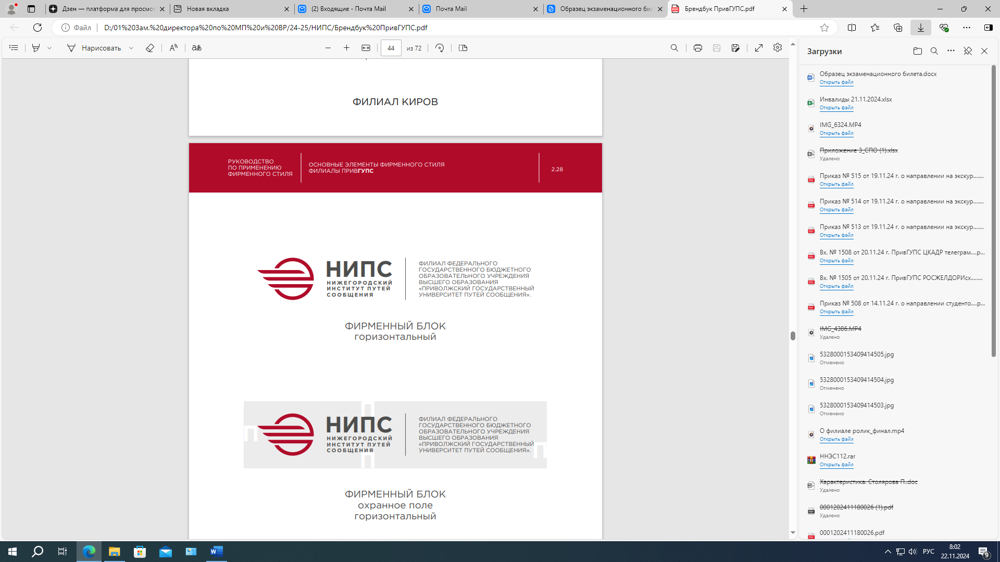 Дзен — платформа для просмот
Новая вкладка
(2) Входящие - Почта Mail
Почта Mail
Образец экзаменационного бил
Брендбук ПривГУПС.pdf
Файл
D:/01%20Зам.%20директора%20по%20МП%20и%20ВР/24-25/НИПС/Брендбук%20ПривГУПС.pdf
Нарисовать
44
из 72
ФИЛИАЛ КИРОВ
РУКОВОДСТВО
ПО ПРИМЕНЕНИЮ
ФИРМЕННОГО СТИЛЯ
ОСНОВНЫЕ ЭЛЕМЕНТЫ ФИРМЕННОГО СТИЛЯ
ФИЛИАЛЫ ПРИВГУПС
2.28
НИПС
НИЖЕГОРОДСКИЙ
ИНСТИТУТ ПУТЕЙ
СООБЩЕНИЯ
ФИЛИАЛ ФЕДЕРАЛЬНОГО
ГОСУДАРСТВЕННОГО БЮДЖЕТНОГО
ОБРАЗОВАТЕЛЬНОГО УЧРЕЖДЕНИЯ
ВЫСШЕГО ОБРАЗОВАНИЯ
«ПРИВОЛЖСКИЙ ГОСУДАРСТВЕННЫЙ
УНИВЕРСИТЕТ ПУТЕЙ СООБЩЕНИЯ».
ФИРМЕННЫЙ БЛОК
горизонтальный
П
П
НИПС
НИЖЕГОРОДСКИЙ
ИНСТИТУТ ПУТЕЙ
СООБЩЕНИЯ
ФИЛИАЛ ФЕДЕРАЛЬНОГО
ГОСУДАРСТВЕННОГО БЮДЖЕТНОГО
ОБРАЗОВАТЕЛЬНОГО УЧРЕЖДЕНИЯ
ВЫСШЕГО ОБРАЗОВАНИЯ
«ПРИВОЛЖСКИЙ ГОСУДАРСТВЕННЫЙ
УНИВЕРСИТЕТ ПУТЕЙ СООБЩЕНИЯ».
П
П
ФИРМЕННЫЙ БЛОК
охранное поле
горизонтальный
Загрузки
Образец экзаменационного билета.docx
Открыть файл
Инвалиды 21.11.2024.xlsx
Открыть файл
IMG_6324.MP4
Открыть файл
Приложение 3_СПО (1).xlsx
Удалено
Приказ № 515 от 19.11.24 г. о направлении на экскур.......
Открыть файл
Приказ № 514 от 19.11.24 г. о направлении на экскур.......
Открыть файл
Приказ № 513 от 19.11.24 г. о направлении на экскур.......
Открыть файл
Вх. № 1508 от 20.11.24 г. ПривГУПС ЦКАДР телеграм....p...
Открыть файл
Вх. № 1505 от 20.11.24 г. ПривГУПС РОСЖЕЛДОРИсх........
Открыть файл
Приказ № 508 от 14.11.24 г. о направлении студенто....p...
Открыть файл
IMG_4386.MP4
Удалено
5328000153409414505.jpg
Отменено
5328000153409414504.jpg
Отменено
5328000153409414503.jpg
Отменено
О филиале ролик_финал.mp4
Открыть файл
ННЭС112.rar
Открыть файл
Характеристика. Столярова П..doc
Удалено
0001202411180026 (1).pdf
Удалено
0001202411180026.pdf
РУС
8:02
22.11.2024
9